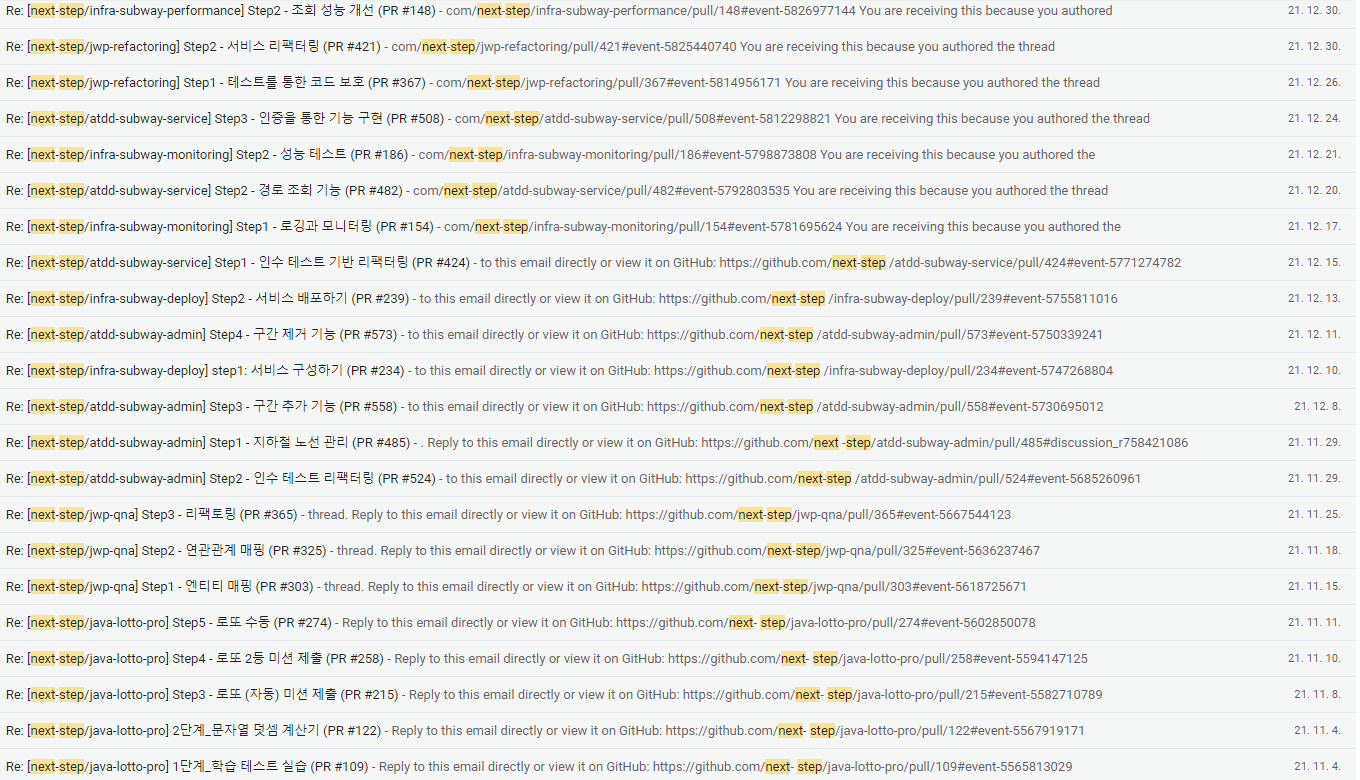 Re: [next-step/infra-subway-performance] Step2 - 조회 성능 개선 (PR #148) - com/next-step/infra-subway-performance/pull/148#event-5826977144 You are receiving this because you authored 21. 12. 30.
Re: [next-step/jwp-refactoring] Step2 - 서비스 리팩터링 (PR #421) - com/next-step/jwp-refactoring/pull/421#event-5825440740 You are receiving this because you authored the thread 21. 12. 30.
Re: [next-step/jwp-refactoring] Step1 - 테스트를 통한 코드 보호 (PR #367) - com/next-step/jwp-refactoring/pull/367#event-5814956171 You are receiving this because you authored the thread 21. 12. 26.
Re: [next-step/atdd-subway-service] Step3 - 인증을 통한 기능 구현 (PR #508) - com/next-step/atdd-subway-service/pull/508#event-5812298821 You are receiving this because you authored the thread 21. 12. 24.
Re: [next-step/infra-subway-monitoring] Step2 - 성능 테스트 (PR #186) - com/next-step/infra-subway-monitoring/pull/186#event-5798873808 You are receiving this because you authored the 21. 12. 21.
Re: [next-step/atdd-subway-service] Step2 - 경로 조회 기능 (PR #482) - com/next-step/atdd-subway-service/pull/482#event-5792803535 You are receiving this because you authored the thread 21. 12. 20.
Re: [next-step/infra-subway-monitoring] Step1 - 로깅과 모니터링 (PR #154) - com/next-step/infra-subway-monitoring/pull/154#event-5781695624 You are receiving this because you authored the 21. 12. 17.
Re: [next-step/atdd-subway-service] Step1 - 인수 테스트 기반 리팩터링 (PR #424) - to this email directly or view it on GitHub: https://github.com/next-step /atdd-subway-service/pull/424#event-5771274782 21. 12. 15.
Re: [next-step/infra-subway-deploy] Step2 - 서비스 배포하기 (PR #239) - to this email directly or view it on GitHub: https://github.com/next-step /infra-subway-deploy/pull/239#event-5755811016 21. 12. 13.
Re: [next-step/atdd-subway-admin] Step4 - 구간 제거 기능 (PR #573) - to this email directly or view it on GitHub: https://github.com/next-step /atdd-subway-admin/pull/573#event-5750339241 21. 12. 11.
Re: [next-step/infra-subway-deploy] step1: 서비스 구성하기 (PR #234) - to this email directly or view it on GitHub: https://github.com/next-step /infra-subway-deploy/pull/234#event-5747268804 21. 12. 10.
Re: [next-step/atdd-subway-admin] Step3 - 구간 추가 기능 (PR #558) - to this email directly or view it on GitHub: https://github.com/next-step /atdd-subway-admin/pull/558#event-5730695012 21. 12. 8.
Re: [next-step/atdd-subway-admin] Step1 - 지하철 노선 관리 (PR #485) - . Reply to this email directly or view it on GitHub: https://github.com/next -step/atdd-subway-admin/pull/485#discussion_r758421086 21. 11. 29.
Re: [next-step/atdd-subway-admin] Step2 - 인수 테스트 리팩터링 (PR #524) - to this email directly or view it on GitHub: https://github.com/next-step /atdd-subway-admin/pull/524#event-5685260961 21. 11. 29.
Re: [next-step/jwp-qna] Step3 - 리팩토링 (PR #365) - thread. Reply to this email directly or view it on GitHub: https://github.com/next-step/jwp-qna/pull/365#event-5667544123 21. 11. 25.
Re: [next-step/jwp-qna] Step2 - 연관관계 매핑 (PR #325) - thread. Reply to this email directly or view it on GitHub: https://github.com/next-step/jwp-qna/pull/325#event-5636237467 21. 11. 18.
Re: [next-step/jwp-qna] Step1 - 엔티티 매핑 (PR #303) - thread. Reply to this email directly or view it on GitHub: https://github.com/next-step/jwp-qna/pull/303#event-5618725671 21. 11. 15.
Re: [next-step/java-lotto-pro] Step5 - 로또 수동 (PR #274) - Reply to this email directly or view it on GitHub: https://github.com/next- step/java-lotto-pro/pull/274#event-5602850078 21. 11. 11.
Re: [next-step/java-lotto-pro] Step4 - 로또 2등 미션 제출 (PR #258) - Reply to this email directly or view it on GitHub: https://github.com/next- step/java-lotto-pro/pull/258#event-5594147125 21. 11. 10.
Re: [next-step/java-lotto-pro] Step3 - 로또 (자동) 미션 제출 (PR #215) - Reply to this email directly or view it on GitHub: https://github.com/next- step/java-lotto-pro/pull/215#event-5582710789 21. 11. 8.
Re: [next-step/java-lotto-pro] 2단계_문자열 덧셈 계산기 (PR #122) - Reply to this email directly or view it on GitHub: https://github.com/next- step/java-lotto-pro/pull/122#event-5567919171 21. 11. 4.
Re: [next-step/java-lotto-pro] 1단계_학습 테스트 실습 (PR #109) - Reply to this email directly or view it on GitHub: https://github.com/next- step/java-lotto-pro/pull/109#event-5565813029 21. 11. 4.